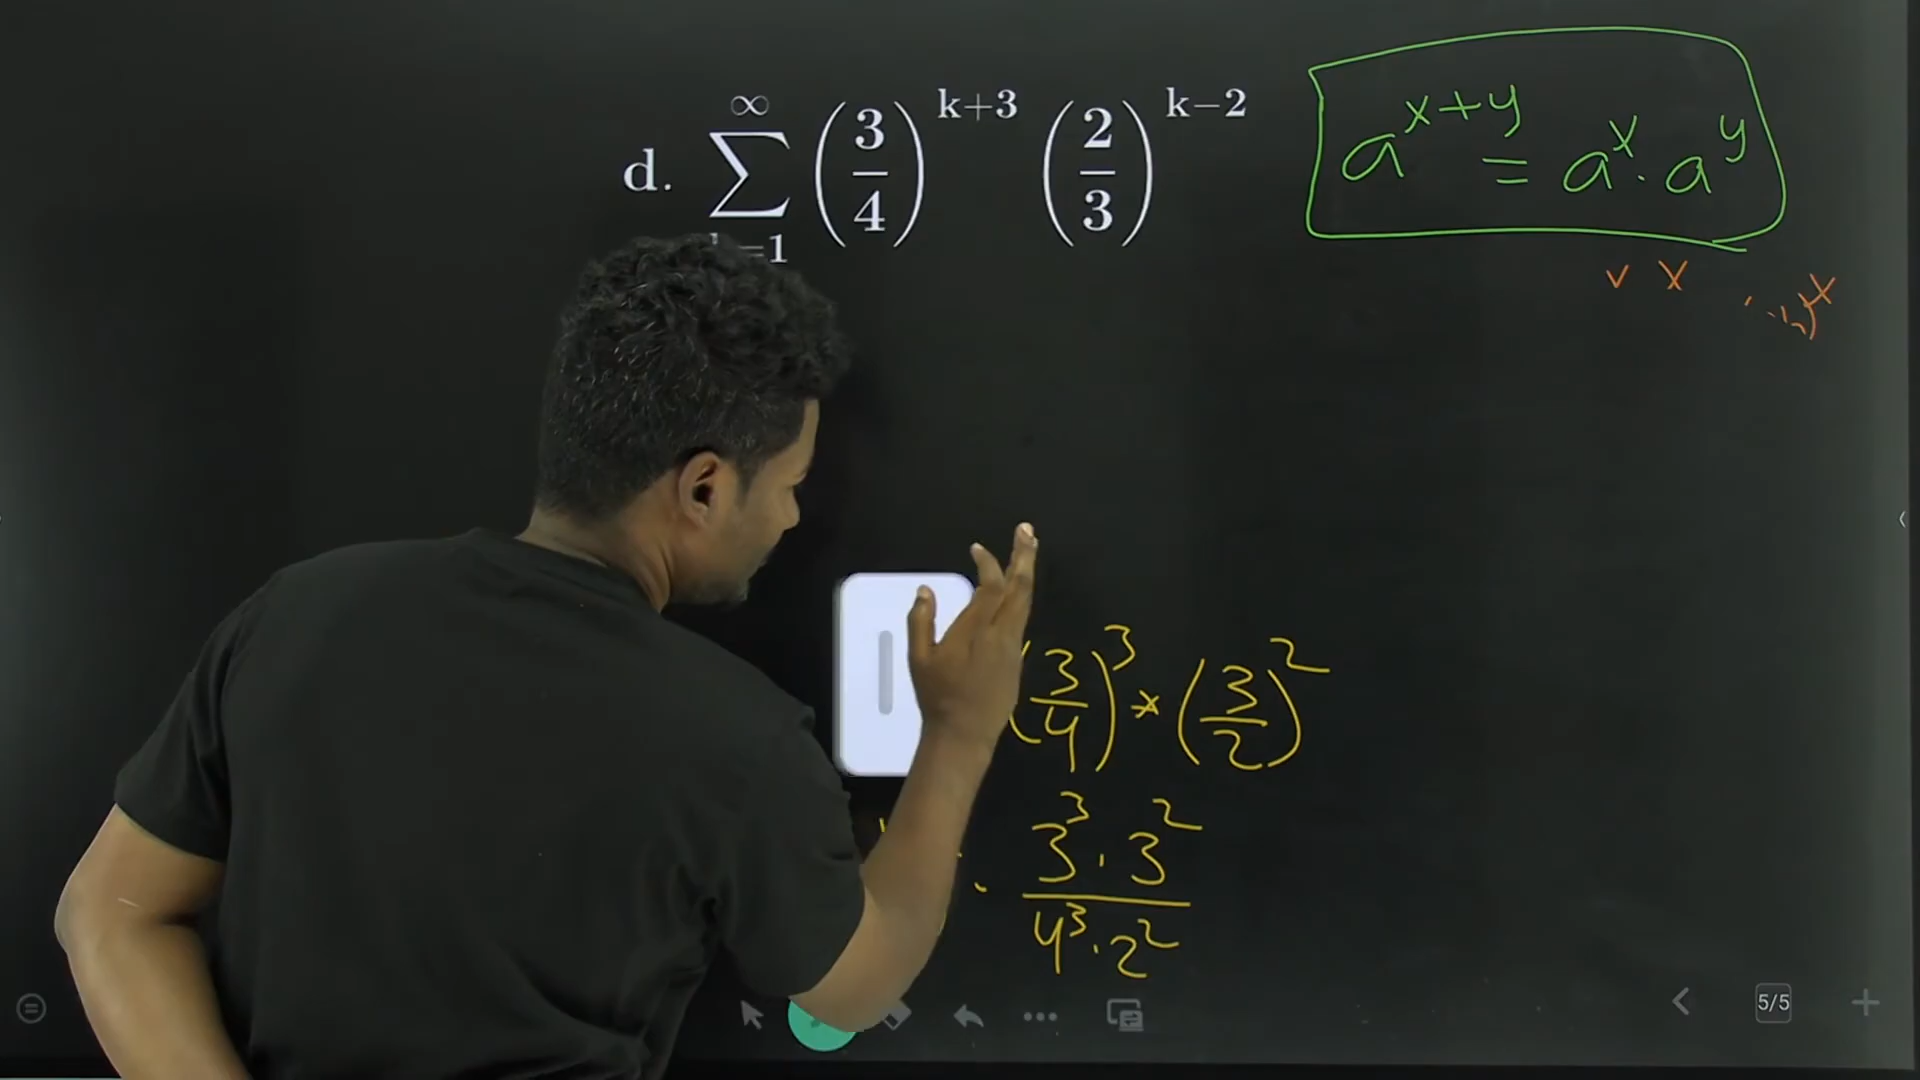 d. ∑ (3/4)^{k+3} (2/3)^{k−2}
∞
=1
a^{x+y} = a^x · a^y
x
(3/4)^3 * (3/2)^2
3^3 · 3^2 / 4^3 · 2^2
5/5